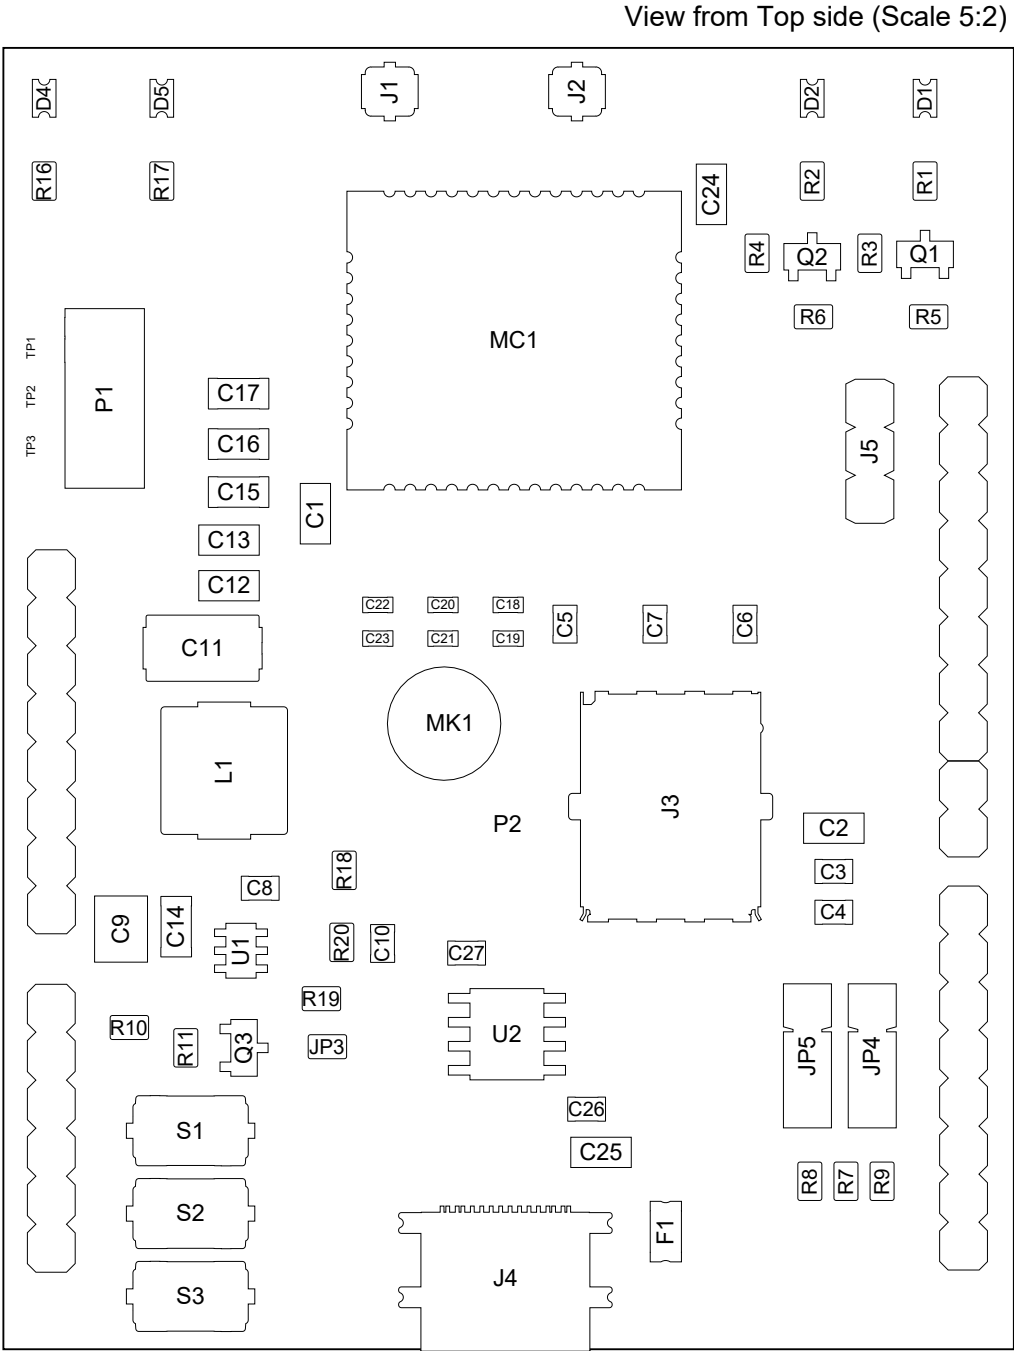 View from Top side (Scale 5:2)
D4
D5
J1
J2
D2
D1
R16
R17
C24
R2
R1
R4
Q2
R3
Q1
R6
R5
MC1
TP1
TP2
TP3
P1
C17
C16
C15
C1
C13
C12
C11
J5
C22
C20
C18
C23
C21
C19
C5
C7
C6
MK1
L1
P2
J3
C2
C3
C4
R18
C8
C9
C14
U1
R20
C10
C27
R19
R10
R11
Q3
JP3
U2
JP5
JP4
C26
C25
S1
S2
S3
R8
R7
R9
F1
J4